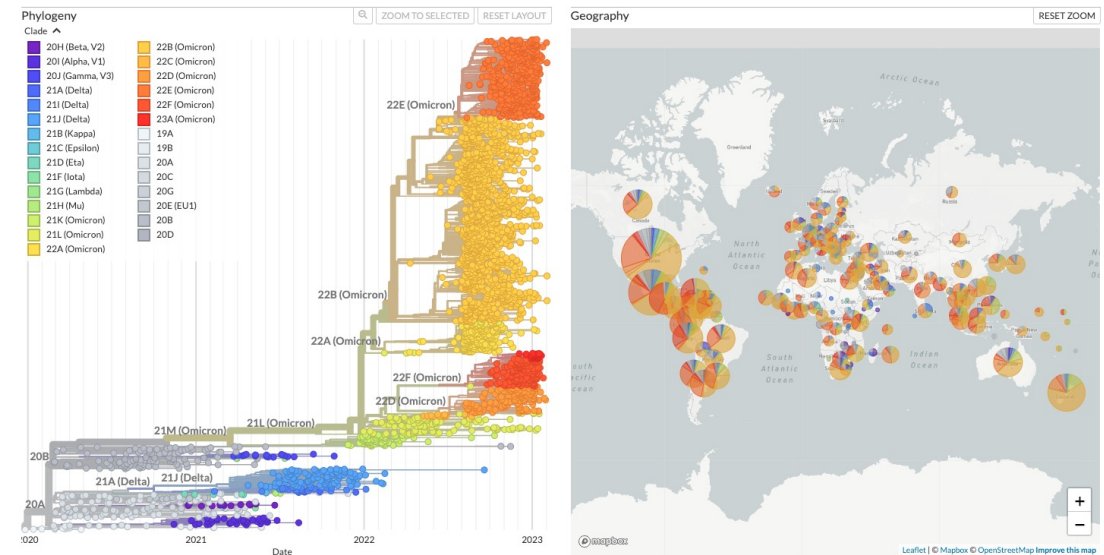 Phylogeny
ZOOM TO SELECTED
RESET LAYOUT
Clade
20H (Beta, V2)
20I (Alpha, V1)
20J (Gamma, V3)
21A (Delta)
21I (Delta)
21J (Delta)
21B (Kappa)
21C (Epsilon)
21D (Eta)
21F (Iota)
21G (Lambda)
21H (Mu)
21K (Omicron)
21L (Omicron)
22A (Omicron)
22B (Omicron)
22C (Omicron)
22D (Omicron)
22E (Omicron)
22F (Omicron)
23A (Omicron)
19A
19B
20A
20C
20G
20E (EU1)
20B
20D
22E (Omicron)
22B (Omicron)
22A (Omicron)
22F (Omicron)
22D (Omicron)
21L (Omicron)
21M (Omicron)
20B
21J (Delta)
21A (Delta)
20A
2020
2021
2022
2023
Date
Geography
RESET ZOOM
Arctic Ocean
Greenland
Sweden
Russia
Canada
North
Atlantic
Ocean
Libya
South
Atlantic
Ocean
Indian
Ocean
+
−
mapbox
Leaflet | © Mapbox © OpenStreetMap Improve this map